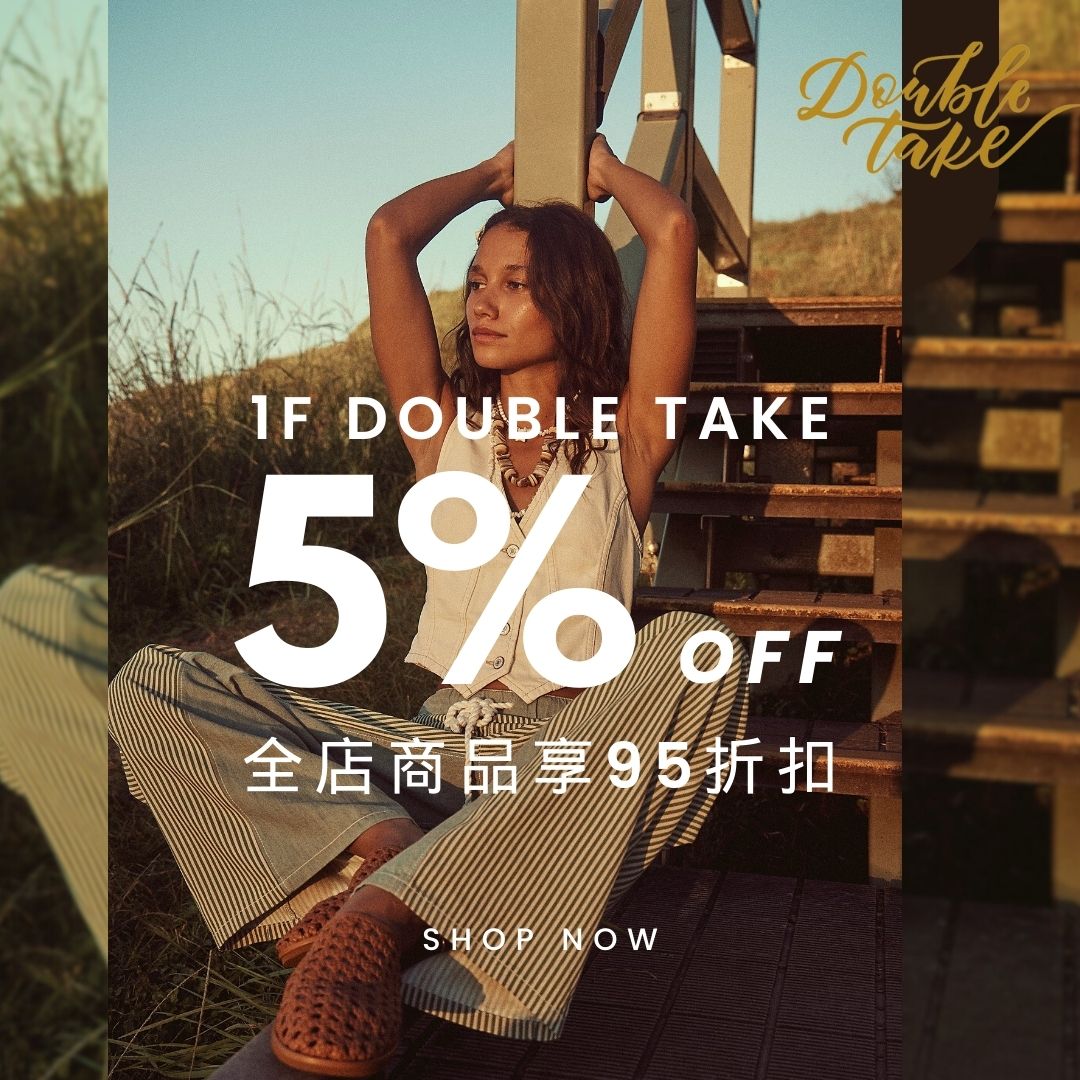 Double
Take
1F DOUBLE TAKE
5% OFF
全店商品享95折扣
SHOP NOW